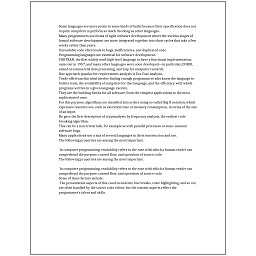 Some languages are more prone to some kinds of faults because their specification does not
require compilers to perform as much checking as other languages.
Many programmers use forms of Agile software development where the various stages of
formal software development are more integrated together into short cycles that take a few
weeks rather than years.
Unreadable code often leads to bugs, inefficiencies, and duplicated code.
Programming languages are essential for software development.
FORTRAN, the first widely used high-level language to have a functional implementation,
came out in 1957, and many other languages were soon developed—in particular, COBOL
aimed at commercial data processing, and Lisp for computer research.
One approach popular for requirements analysis is Use Case analysis.
Trade-offs from this ideal involve finding enough programmers who know the language to
build a team, the availability of compilers for that language, and the efficiency with which
programs written in a given language execute.
They are the building blocks for all software, from the simplest applications to the most
sophisticated ones.
For this purpose, algorithms are classified into orders using so-called Big O notation, which
expresses resource use, such as execution time or memory consumption, in terms of the size
of an input.
He gave the first description of cryptanalysis by frequency analysis, the earliest
code-breaking algorithm.
This can be a non-trivial task, for example as with parallel processes or some unusual
software bugs.
Many applications use a mix of several languages in their construction and use.
The following properties are among the most important:

In computer programming, readability refers to the ease with which a human reader can
comprehend the purpose, control flow, and operation of source code.
The following properties are among the most important:

In computer programming, readability refers to the ease with which a human reader can
comprehend the purpose, control flow, and operation of source code.
Some of these factors include:
The presentation aspects of this (such as indents, line breaks, color highlighting, and so on)
are often handled by the source code editor, but the content aspects reflect the
programmer's talent and skills.